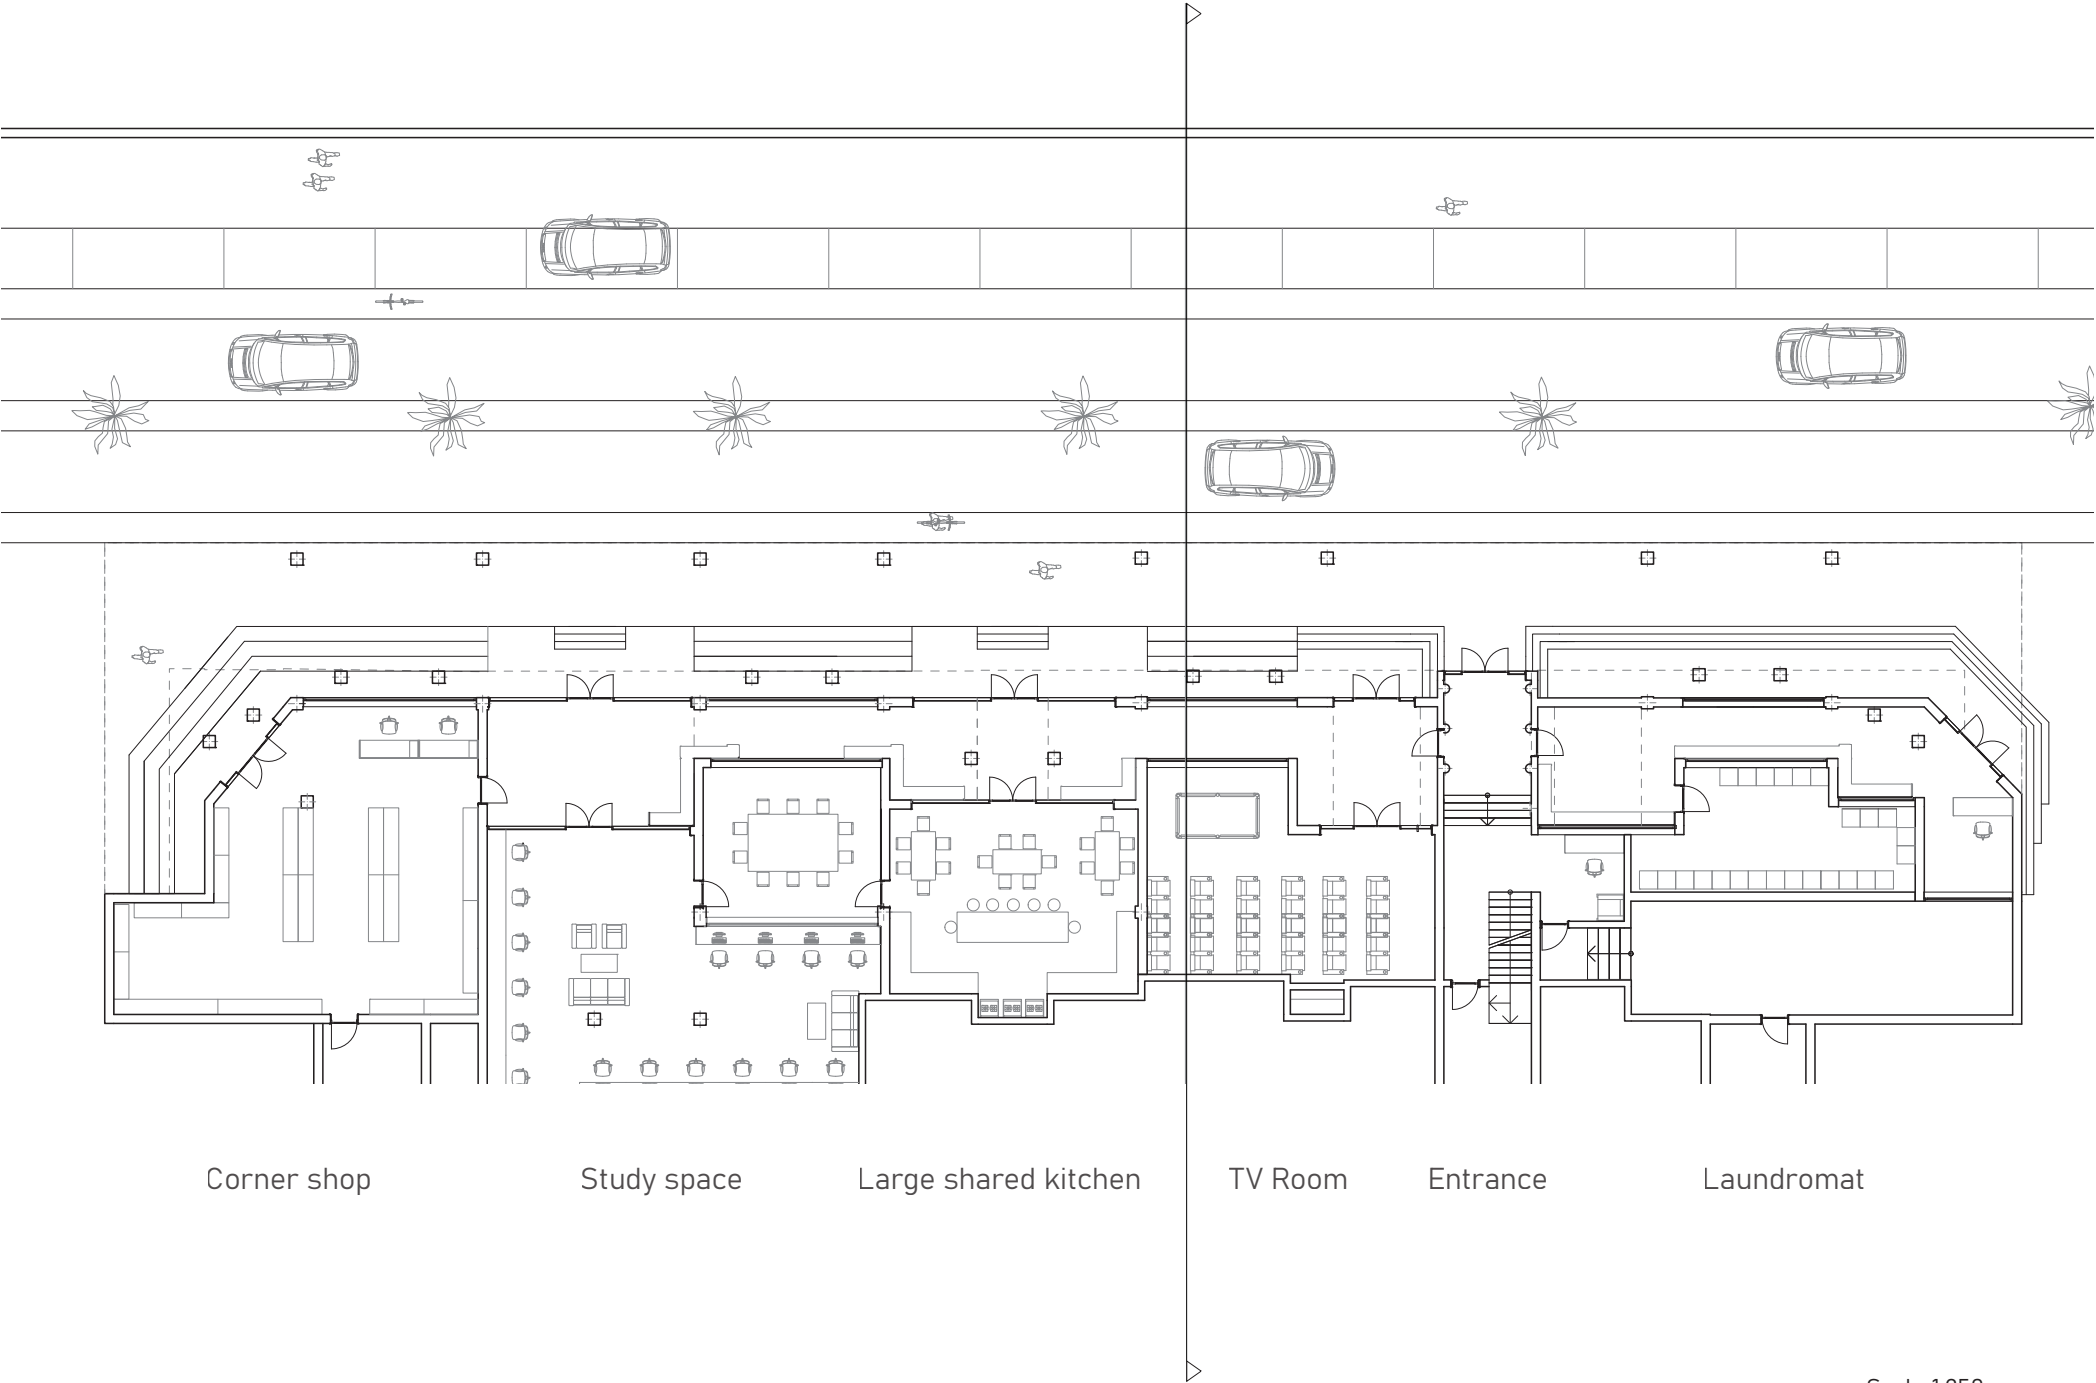 Corner shop
Study space
Large shared kitchen
TV Room
Entrance
Laundromat